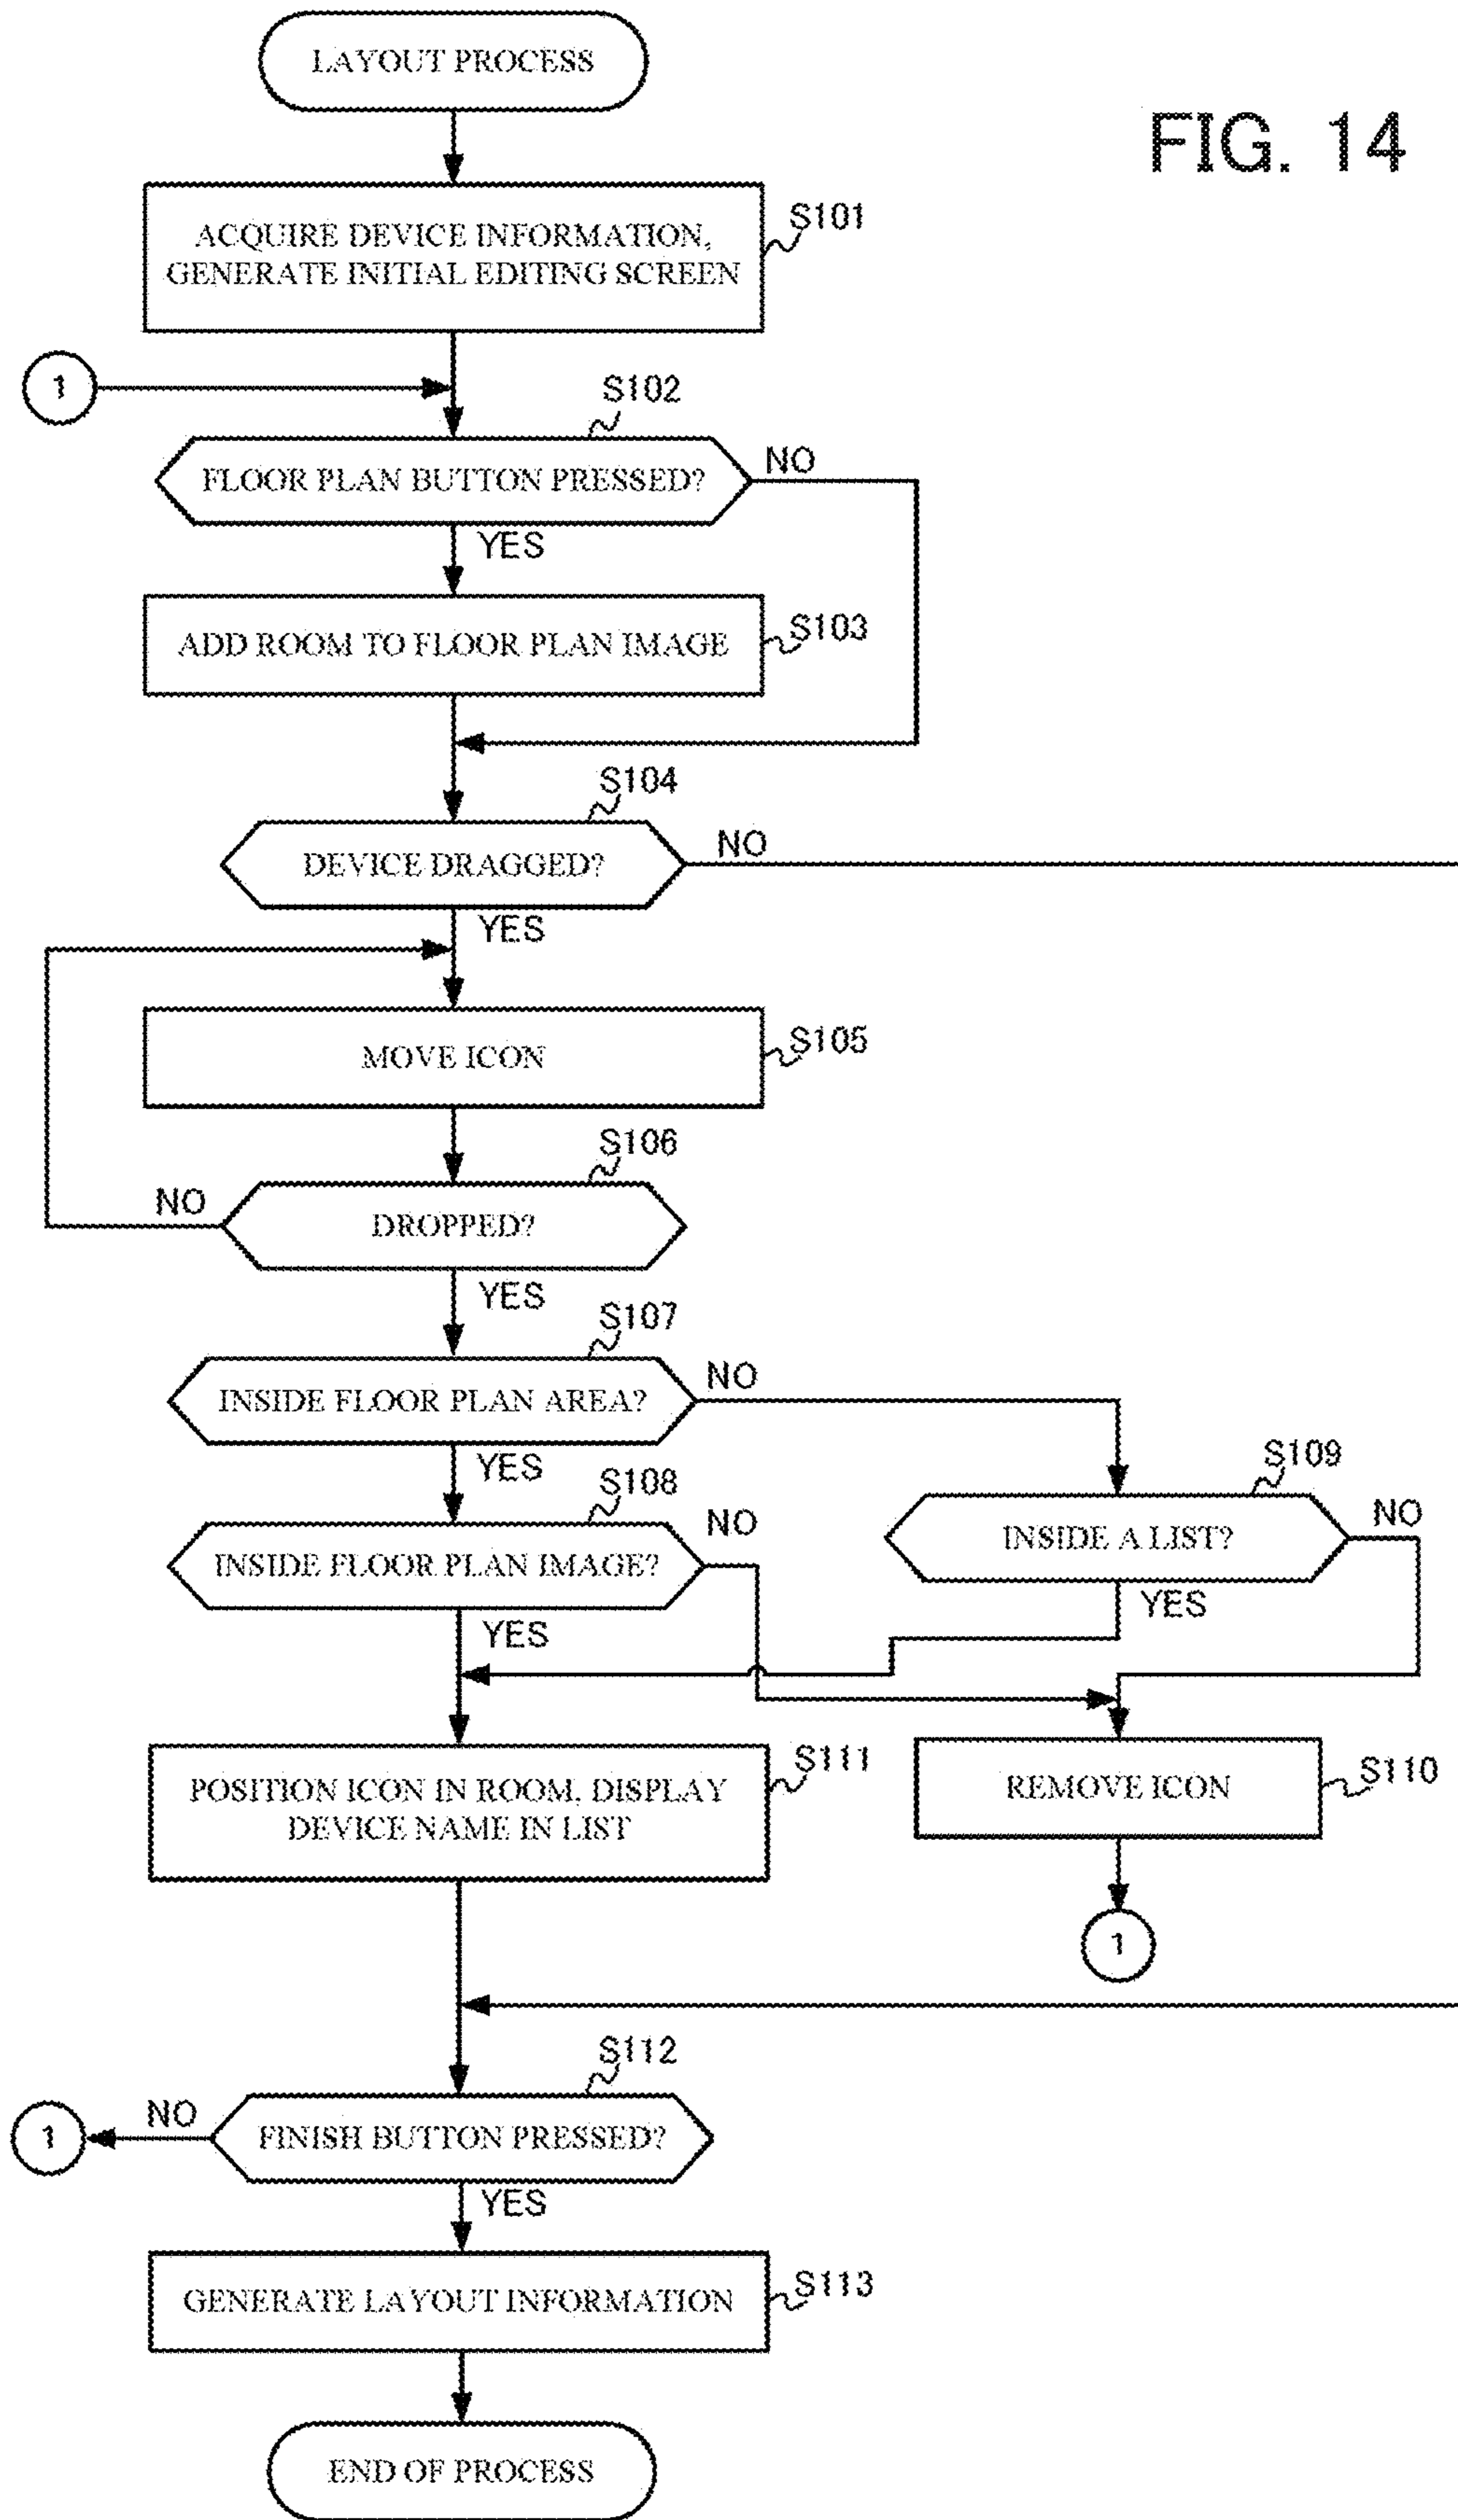 LAYOUT PROCESS
FIG. 14
S101
ACQUIRE DEVICE INFORMATION,
GENERATE INITIAL EDITING SCREEN
1
S102
FLOOR PLAN BUTTON PRESSED?
NO
YES
S103
ADD ROOM TO FLOOR PLAN IMAGE
S104
DEVICE DRAGGED?
NO
YES
S105
MOVE ICON
S106
NO
DROPPED?
YES
S107
INSIDE FLOOR PLAN AREA?
NO
YES
S108
INSIDE FLOOR PLAN IMAGE?
NO
YES
S109
INSIDE A LIST?
NO
YES
S111
POSITION ICON IN ROOM, DISPLAY
DEVICE NAME IN LIST
S110
REMOVE ICON
1
S112
1
NO
FINISH BUTTON PRESSED?
YES
S113
GENERATE LAYOUT INFORMATION
END OF PROCESS